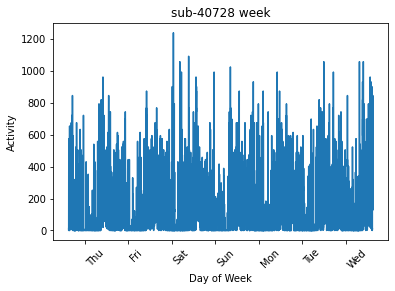 sub-40728 week
Activity
1200
1000
800
600
400
200
0
Thu
Fri
Sat
Sun
Mon
Tue
Wed
Day of Week